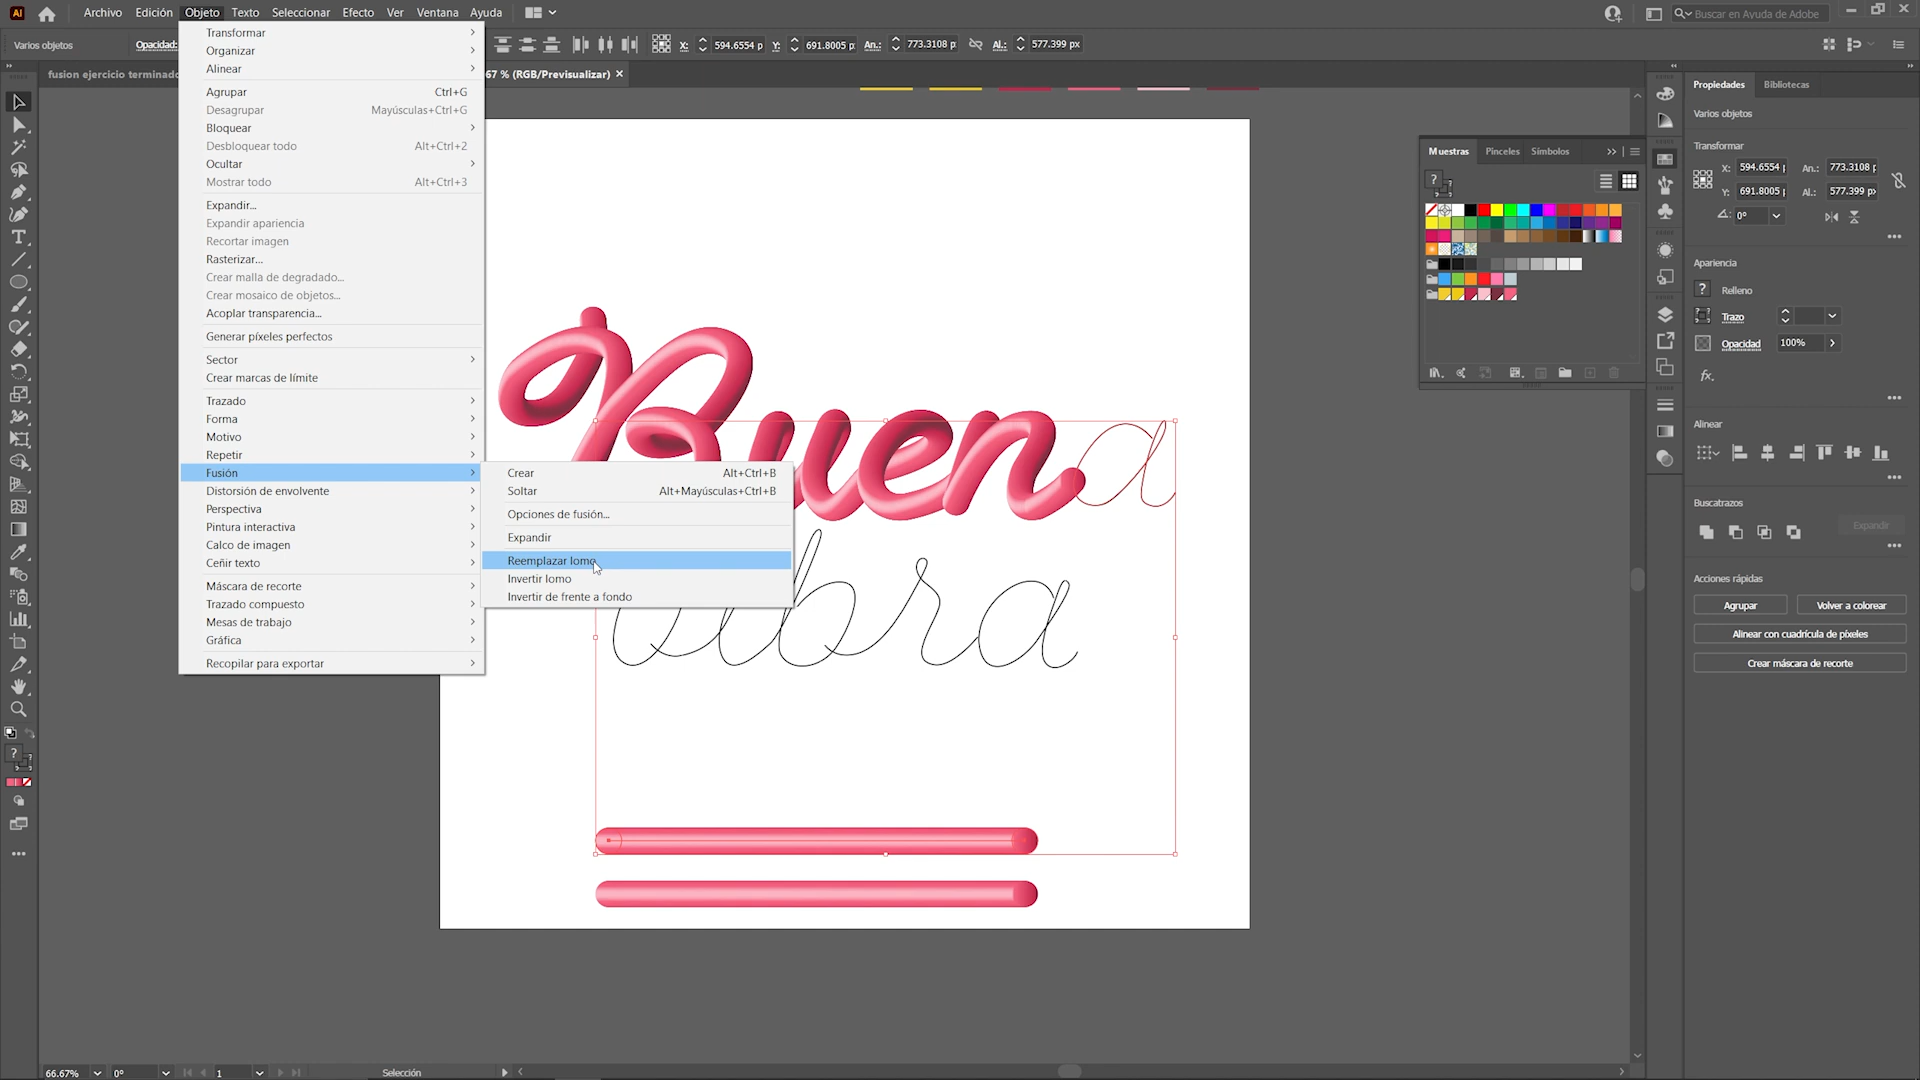 Ai Archivo Edición Objeto Texto Seleccionar Efecto Ver Ventana Ayuda Buscar en Ayuda de Adobe
Varios objetos Opacidad: X: 594.6554 p Y: 691.8005 p An.: 773.3108 p Al.: 577.399 px
fusion ejercicio terminado 67 % (RGB/Previsualizar)
Transformar
Organizar
Alinear
Agrupar Ctrl+G
Desagrupar Mayúsculas+Ctrl+G
Bloquear
Desbloquear todo Alt+Ctrl+2
Ocultar
Mostrar todo Alt+Ctrl+3
Expandir...
Expandir apariencia
Recortar imagen
Rasterizar...
Crear malla de degradado...
Crear mosaico de objetos...
Acoplar transparencia...
Generar píxeles perfectos
Sector
Crear marcas de límite
Trazado
Forma
Motivo
Repetir
Fusión
Distorsión de envolvente
Perspectiva
Pintura interactiva
Calco de imagen
Ceñir texto
Máscara de recorte
Trazado compuesto
Mesas de trabajo
Gráfica
Recopilar para exportar
Crear Alt+Ctrl+B
Soltar Alt+Mayúsculas+Ctrl+B
Opciones de fusión...
Expandir
Reemplazar lomo
Invertir lomo
Invertir de frente a fondo
Buena
vibra
Muestras Pinceles Símbolos
Propiedades Bibliotecas
Varios objetos
Transformar
X: 594.6554 p An.: 773.3108 p
Y: 691.8005 p Al.: 577.399 px
0°
Apariencia
Relleno
Trazo
Opacidad 100%
fx.
Alinear
Buscatrazos
Expandir
Acciones rápidas
Agrupar Volver a colorear
Alinear con cuadrícula de píxeles
Crear máscara de recorte
66.67% 0° 1 Selección